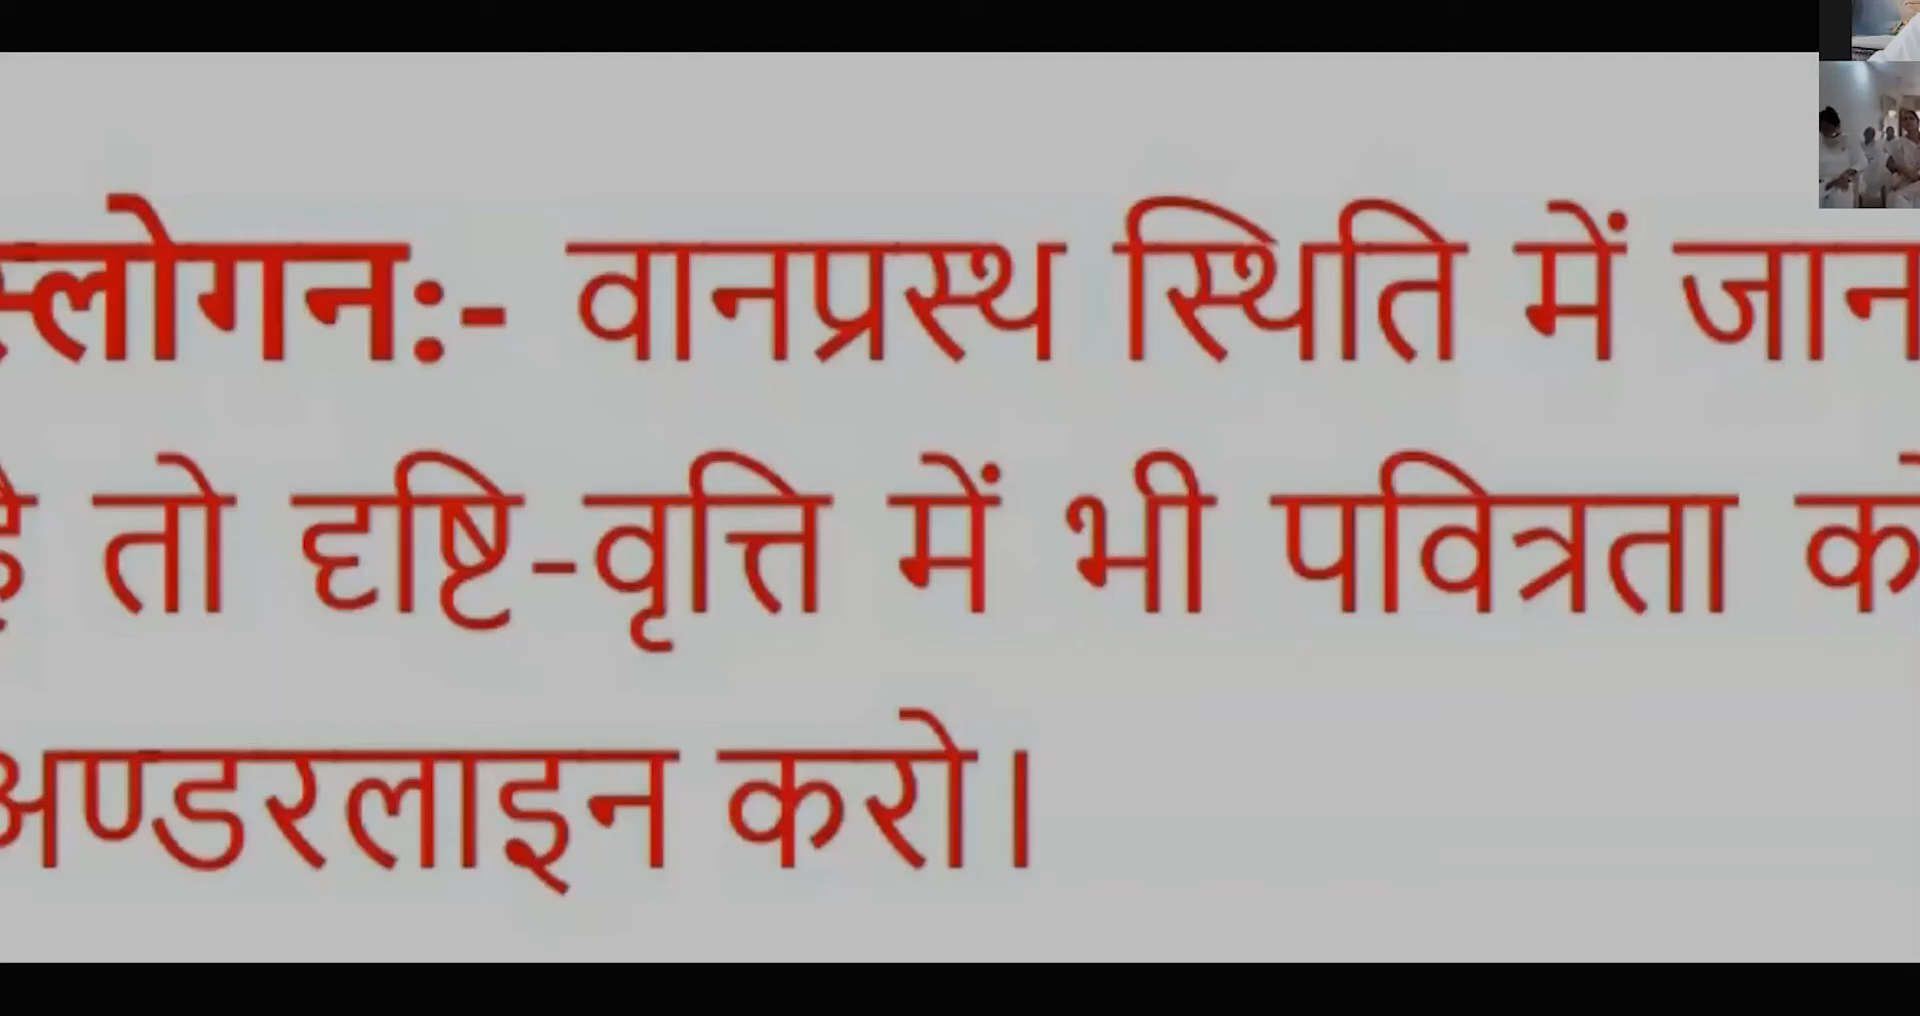 स्लोगन:- वानप्रस्थ स्थिति में जान
है तो दृष्टि-वृत्ति में भी पवित्रता को
अण्डरलाइन करो।